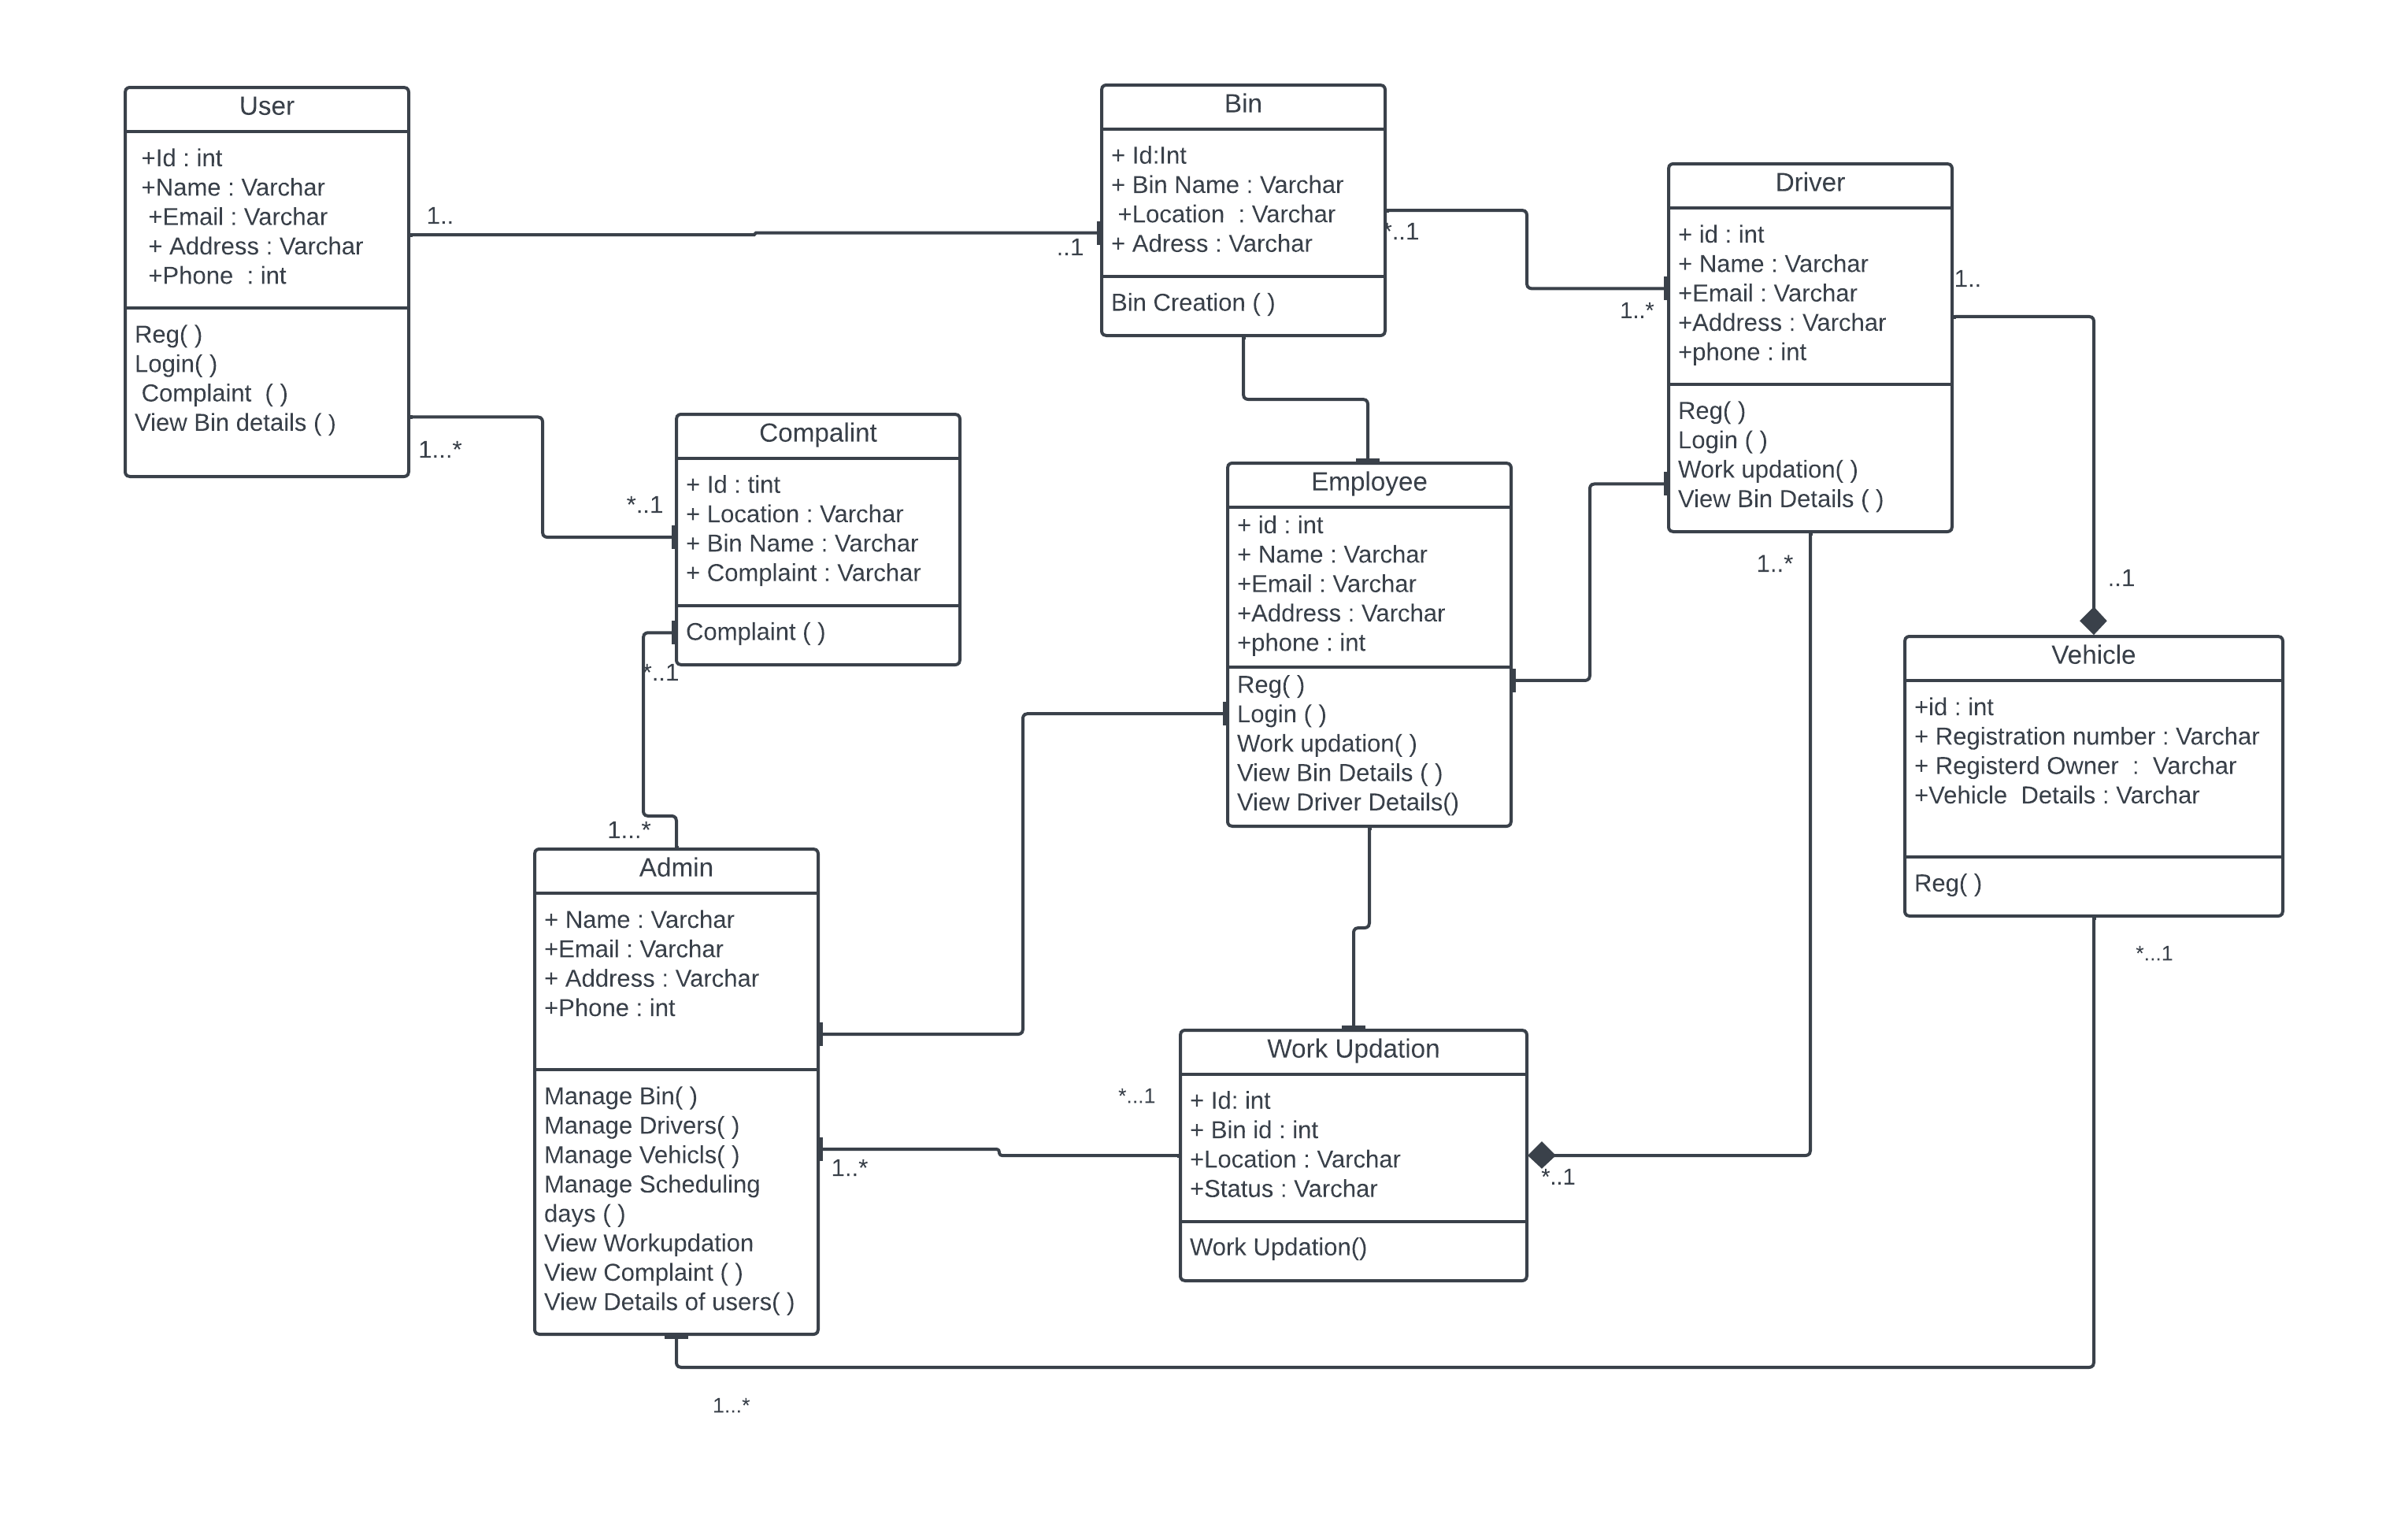 User
+Id : int
+Name : Varchar
+Email : Varchar
+ Address : Varchar
+Phone  : int
Reg( )
Login( )
Complaint  ( )
View Bin details ( )
1..
..1
1...*
*..1
Bin
+ Id:Int
+ Bin Name : Varchar
+Location  : Varchar
+ Adress : Varchar
Bin Creation ( )
*..1
1..*
Driver
+ id : int
+ Name : Varchar
+Email : Varchar
+Address : Varchar
+phone : int
Reg( )
Login ( )
Work updation( )
View Bin Details ( )
1..
..1
1..*
Compalint
+ Id : tint
+ Location : Varchar
+ Bin Name : Varchar
+ Complaint : Varchar
Complaint ( )
*..1
1...*
Employee
+ id : int
+ Name : Varchar
+Email : Varchar
+Address : Varchar
+phone : int
Reg( )
Login ( )
Work updation( )
View Bin Details ( )
View Driver Details()
Vehicle
+id : int
+ Registration number : Varchar
+ Registerd Owner  :  Varchar
+Vehicle  Details : Varchar
Reg( )
*...1
Admin
+ Name : Varchar
+Email : Varchar
+ Address : Varchar
+Phone : int
Manage Bin( )
Manage Drivers( )
Manage Vehicls( )
Manage Scheduling
days ( )
View Workupdation
View Complaint ( )
View Details of users( )
1..*
*...1
Work Updation
+ Id: int
+ Bin id : int
+Location : Varchar
+Status : Varchar
Work Updation()
*..1
1...*